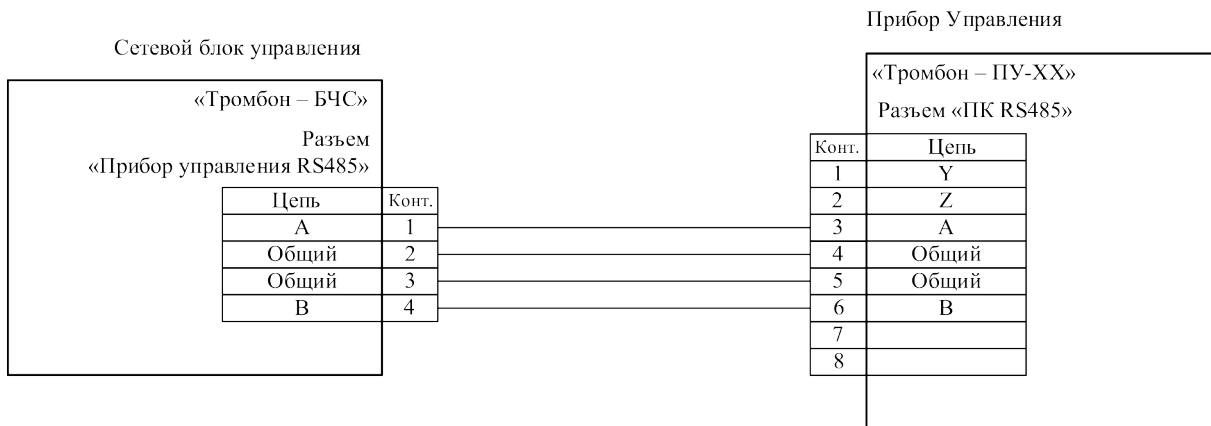 Сетевой блок управления
«Тромбон – БЧС»
Разъем
«Прибор управления RS485»
Цепь Конт.
А 1
Общий 2
Общий 3
В 4
Прибор Управления
«Тромбон – ПУ-ХХ»
Разъем «ПК RS485»
Конт. Цепь
1 Y
2 Z
3 А
4 Общий
5 Общий
6 В
7
8